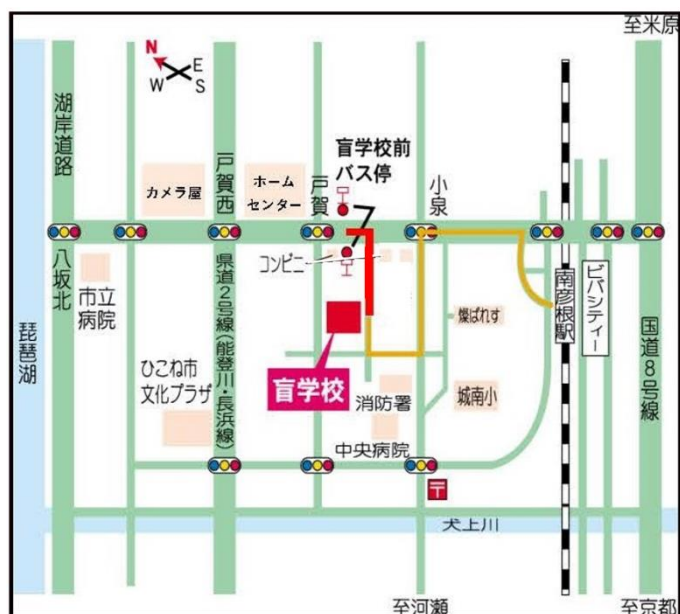 至米原
N
E
W
S
湖岸道路
カメラ屋
戸賀西
ホーム
センター
戸賀
盲学校前
バス停
小泉
八坂北
市立
病院
県道2号線(能登川・長浜線)
コンビニ
燦ぱれす
南彦根駅
ビバシティー
国道8号線
琵琶湖
ひこね市
文化プラザ
盲学校
消防署
城南小
中央病院
〒
犬上川
至河瀬
至京都